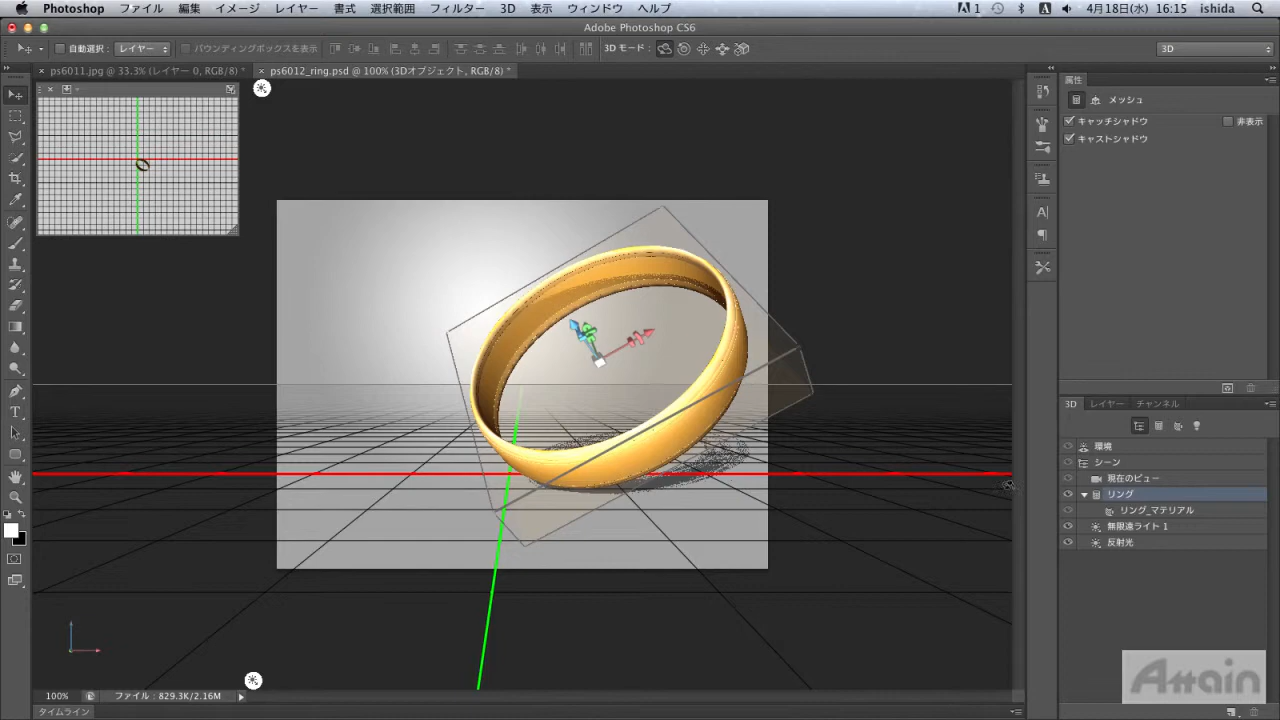 Photoshop ファイル 編集 イメージ レイヤー 書式 選択範囲 フィルター 3D 表示 ウィンドウ ヘルプ 1 A 4月18日(水) 16:15 ishida
Adobe Photoshop CS6
自動選択: レイヤー バウンディングボックスを表示 3D モード: 3D
ps6011.jpg @ 33.3% (レイヤー 0, RGB/8) * ps6012_ring.psd @ 100% (3Dオブジェクト, RGB/8) *
属性
メッシュ
キャッチシャドウ 非表示
キャストシャドウ
3D レイヤー チャンネル
環境
シーン
現在のビュー
リング
リング_マテリアル
無限遠ライト 1
反射光
100% ファイル : 829.3K/2.16M
タイムライン
Attain